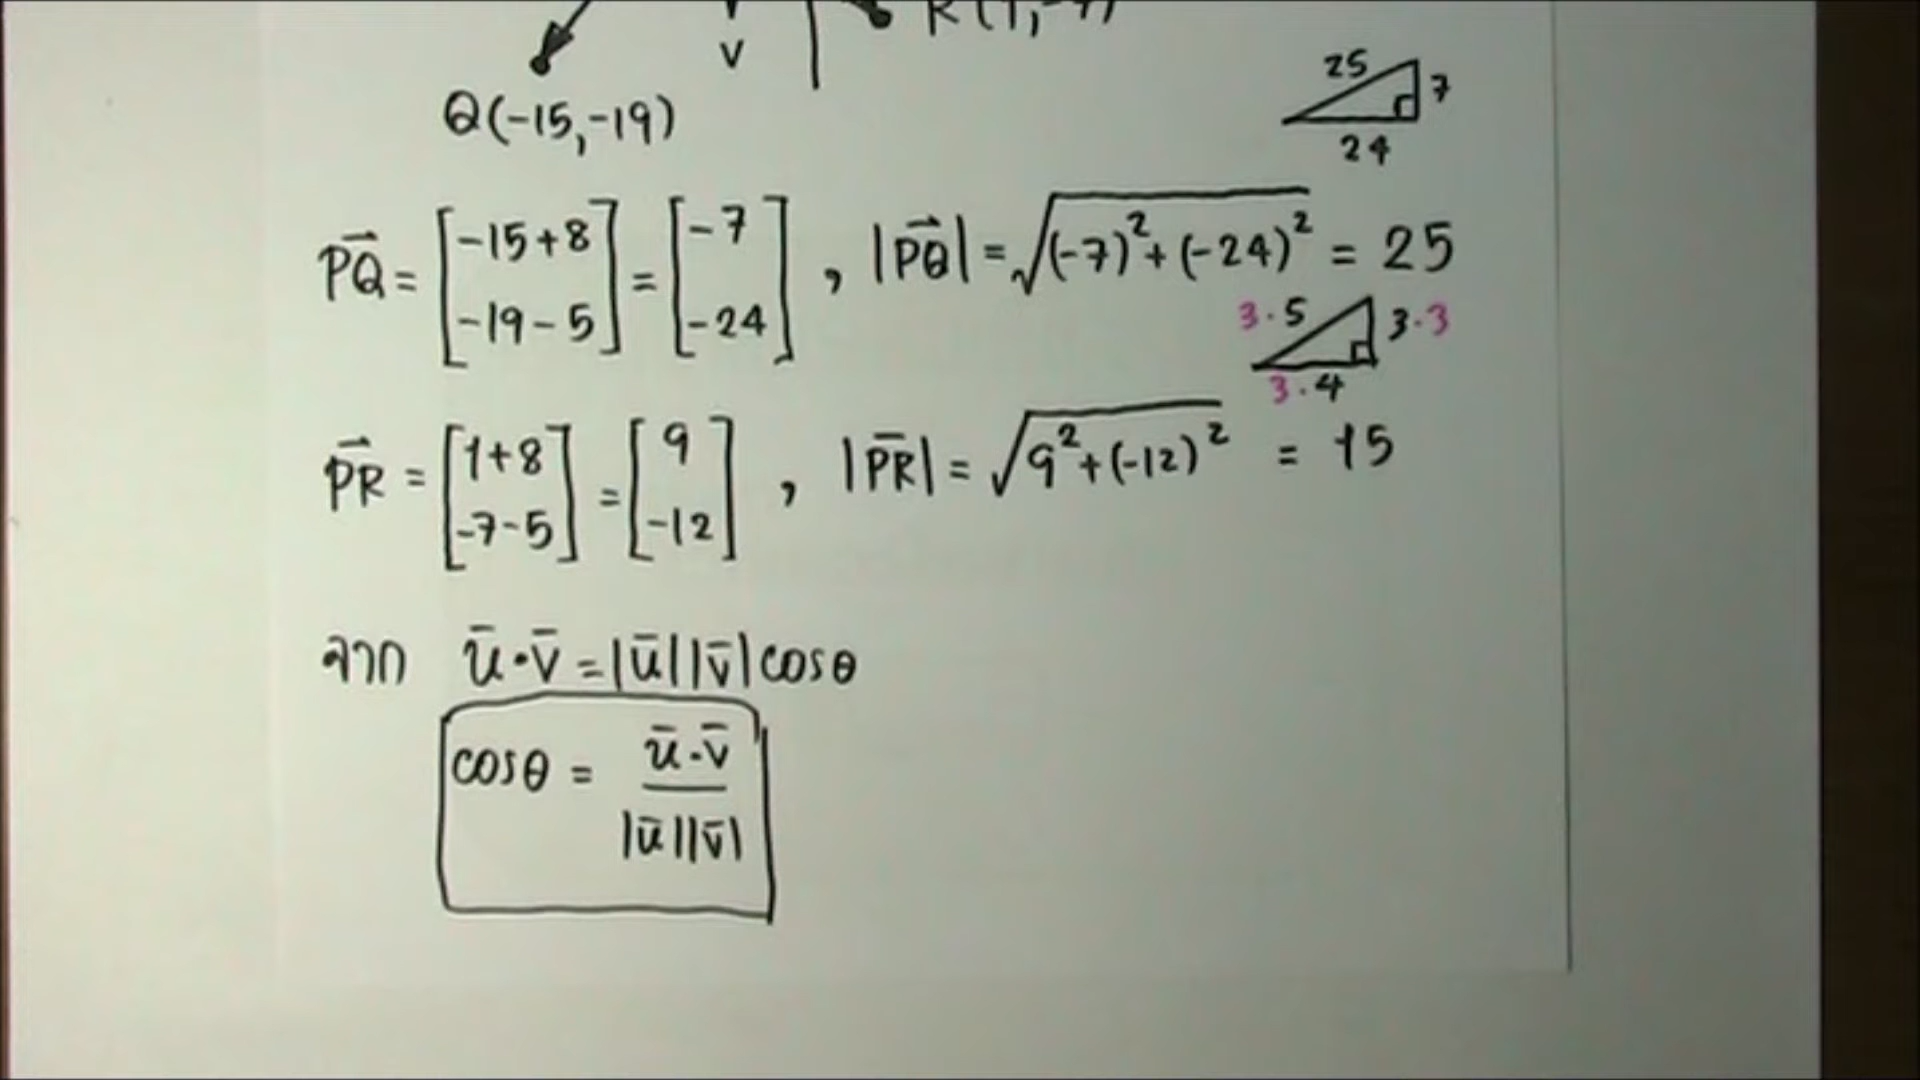 R(1,-7)
V
Q(-15,-19)
25
7
24
PQ = [-15+8 -19-5] = [-7 -24] , |PQ| = √(-7)²+(-24)² = 25
3·5
3·3
3·4
PR = [1+8 -7-5] = [9 -12] , |PR| = √9²+(-12)² = 15
จาก ū·v̄ = |ū||v̄|cosθ
cosθ = ū·v̄ / |ū||v̄|